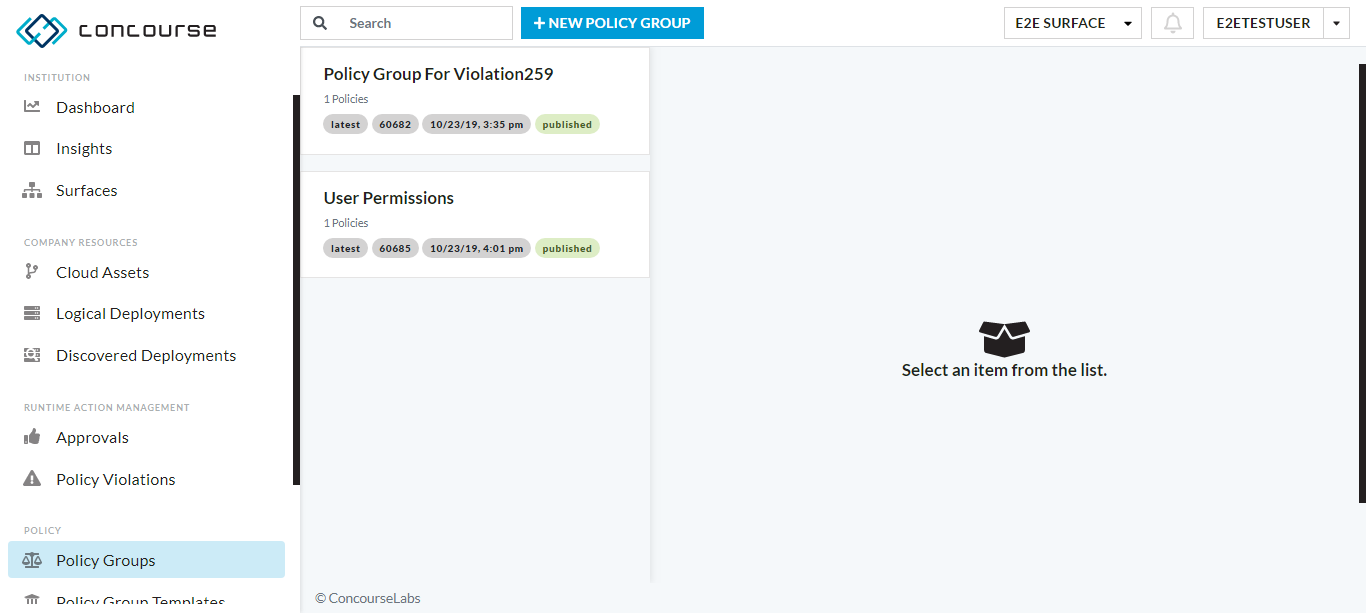 concourse
Search
+ NEW POLICY GROUP
E2E SURFACE
E2ETESTUSER
INSTITUTION
Dashboard
Insights
Surfaces
COMPANY RESOURCES
Cloud Assets
Logical Deployments
Discovered Deployments
RUNTIME ACTION MANAGEMENT
Approvals
Policy Violations
POLICY
Policy Groups
Policy Group Templates
Policy Group For Violation259
1 Policies
latest 60682 10/23/19, 3:35 pm published
User Permissions
1 Policies
latest 60685 10/23/19, 4:01 pm published
Select an item from the list.
© ConcourseLabs